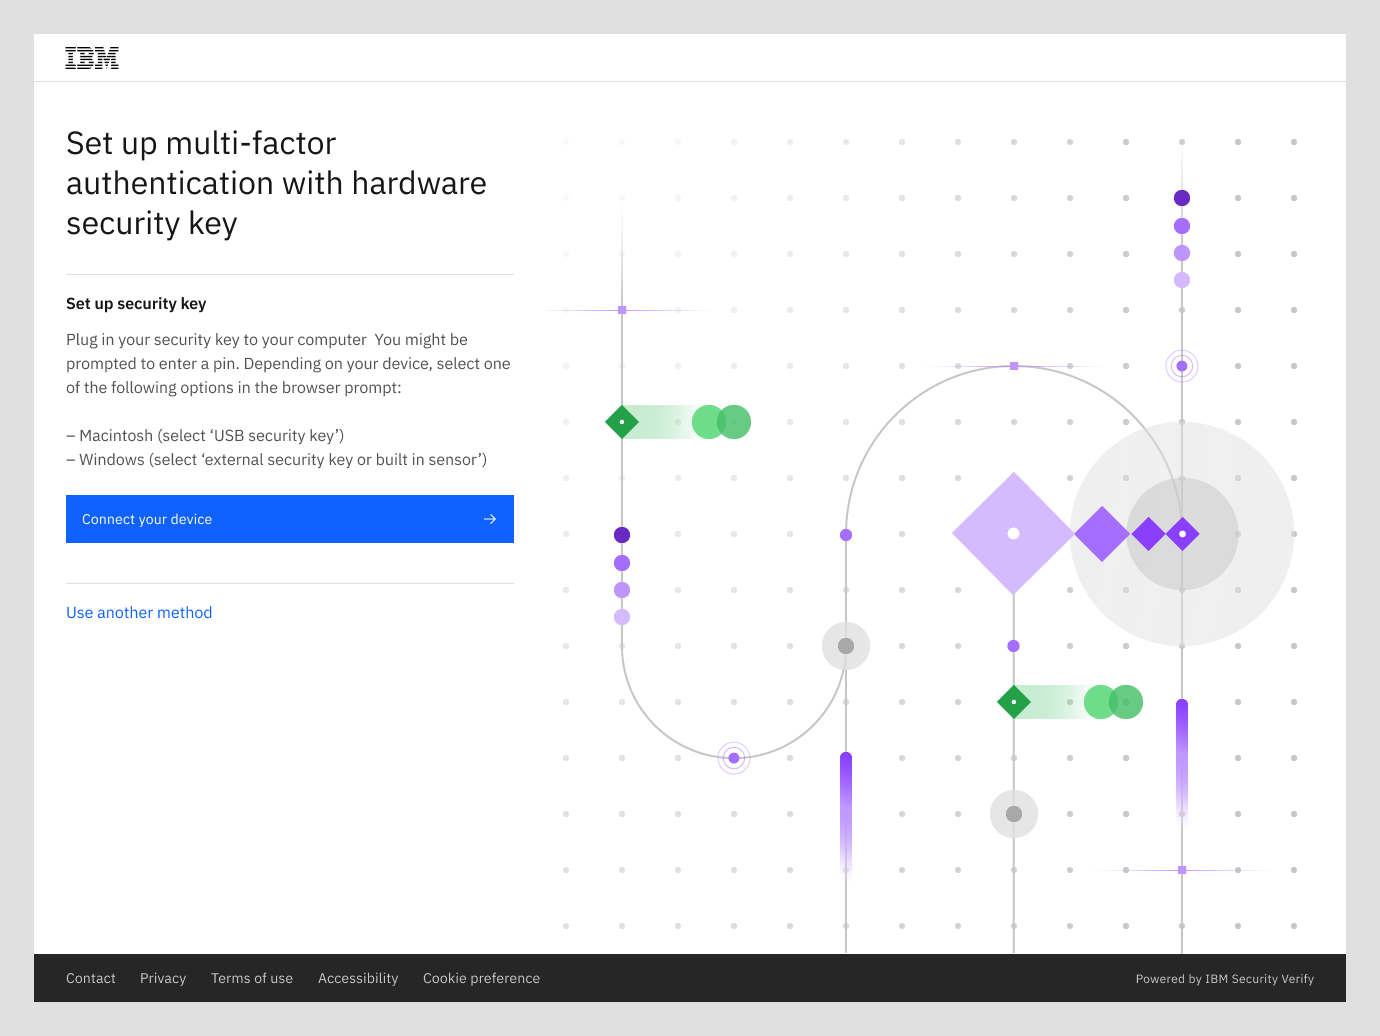 IBM
Set up multi-factor
authentication with hardware
security key
Set up security key
Plug in your security key to your computer  You might be
prompted to enter a pin. Depending on your device, select one
of the following options in the browser prompt:
– Macintosh (select ‘USB security key’)
– Windows (select ‘external security key or built in sensor’)
Connect your device
Use another method
Contact Privacy Terms of use Accessibility Cookie preference Powered by IBM Security Verify